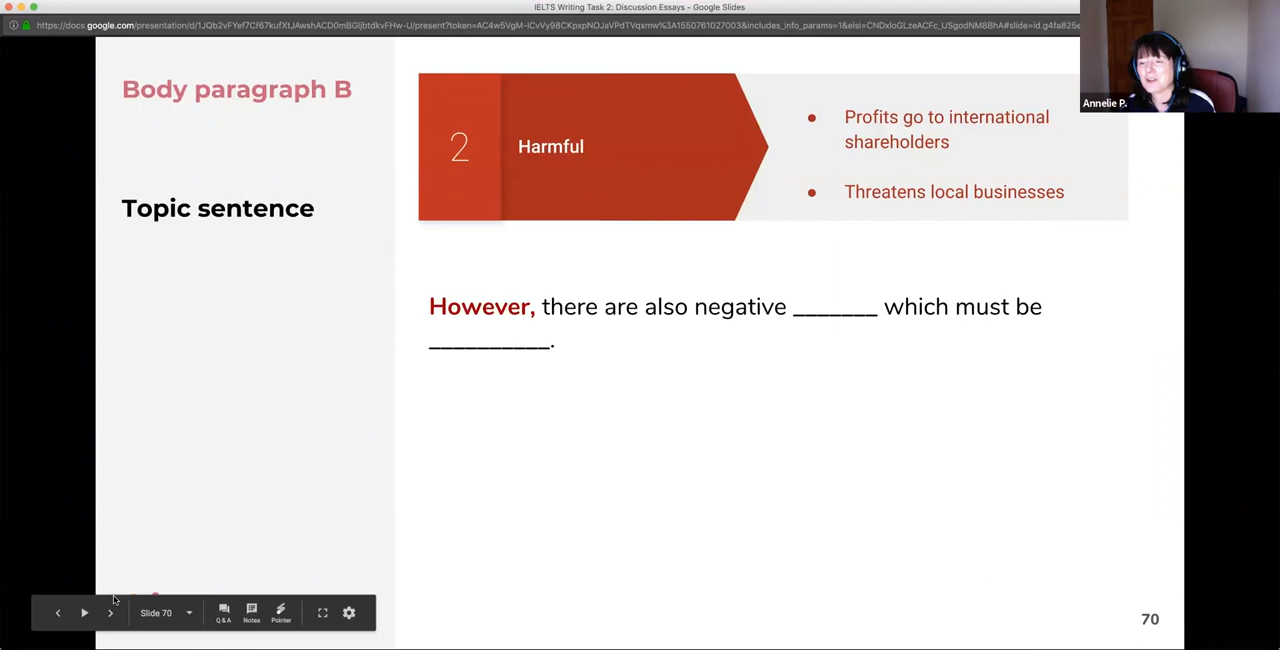 IELTS Writing Task 2: Discussion Essays - Google Slides
Body paragraph B
Topic sentence
2
Harmful
● Profits go to international
shareholders
● Threatens local businesses
Annelie P.
However, there are also negative _______ which must be
__________.
Slide 70
Q & A
Notes
Pointer
70